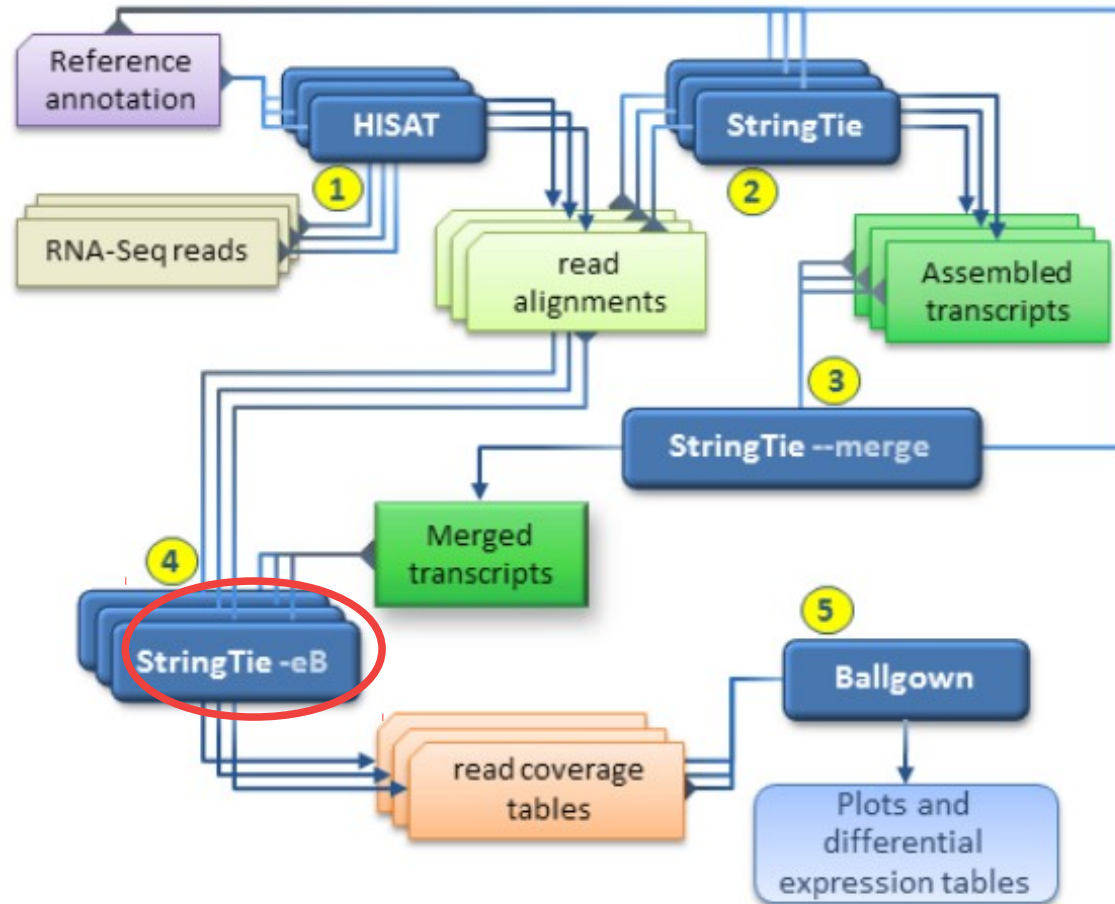 Reference
annotation
HISAT
StringTie
1
2
RNA-Seq reads
read
alignments
Assembled
transcripts
3
StringTie --merge
Merged
transcripts
4
StringTie -eB
5
Ballgown
read coverage
tables
Plots and
differential
expression tables